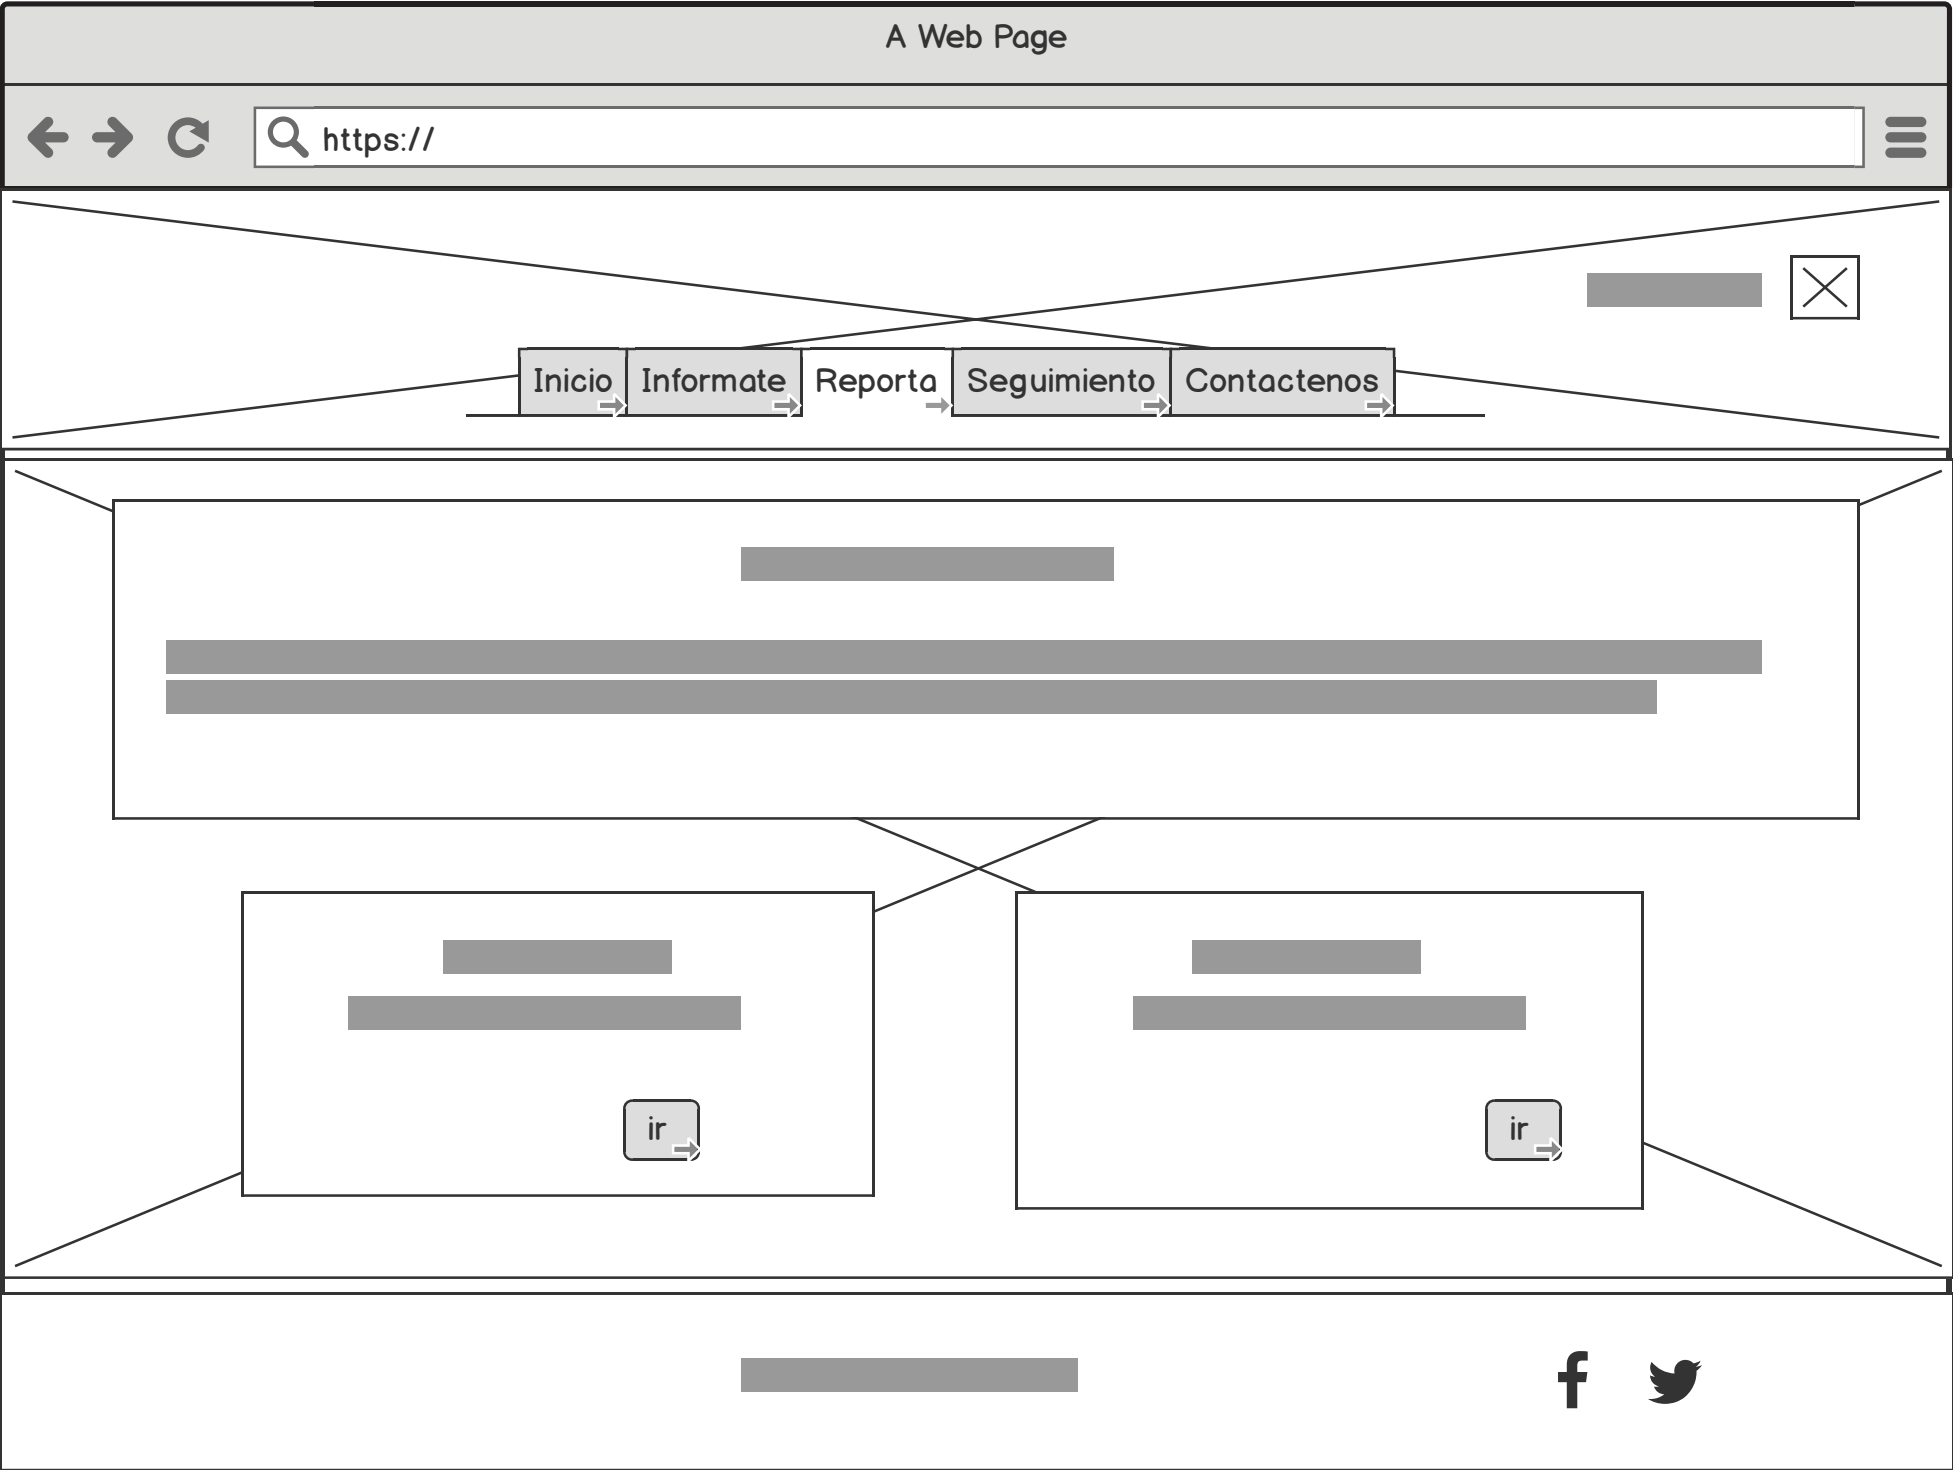 A Web Page
https://
Inicio Informate Reporta Seguimiento Contactenos
ir ir